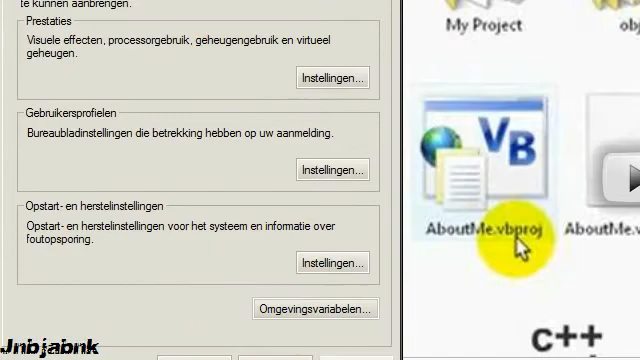 te kunnen aanbrengen.
Prestaties
Visuele effecten, processorgebruik, geheugengebruik en virtueel
geheugen.
Instellingen...
Gebruikersprofielen
Bureaubladinstellingen die betrekking hebben op uw aanmelding.
Instellingen...
Opstart- en herstelinstellingen
Opstart- en herstelinstellingen voor het systeem en informatie over
foutopsporing.
Instellingen...
Omgevingsvariabelen...
Jnbjabnk
My Project
obj
VB
AboutMe.vbproj
AboutMe.v
c++